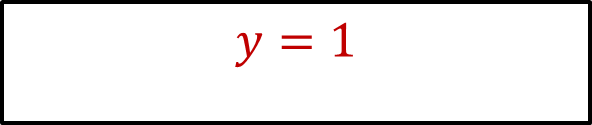 y = 1